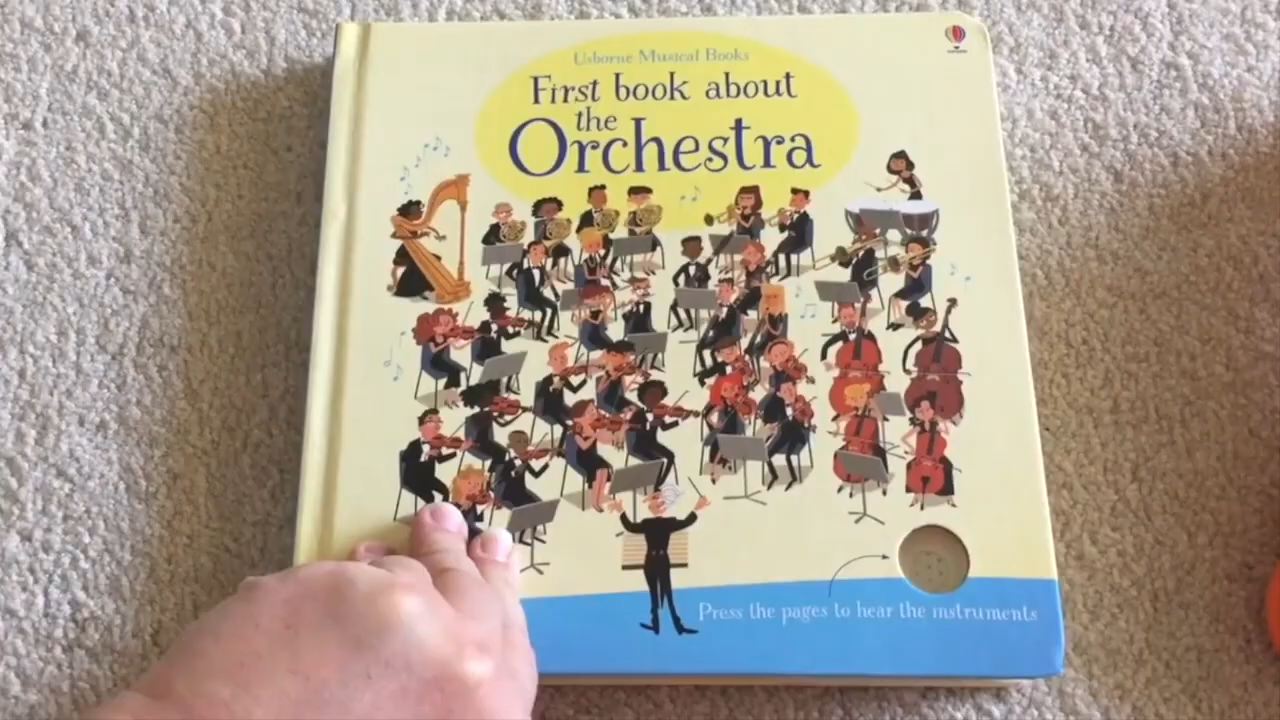 Usborne Musical Books
First book about
the
Orchestra
Press the pages to hear the instruments